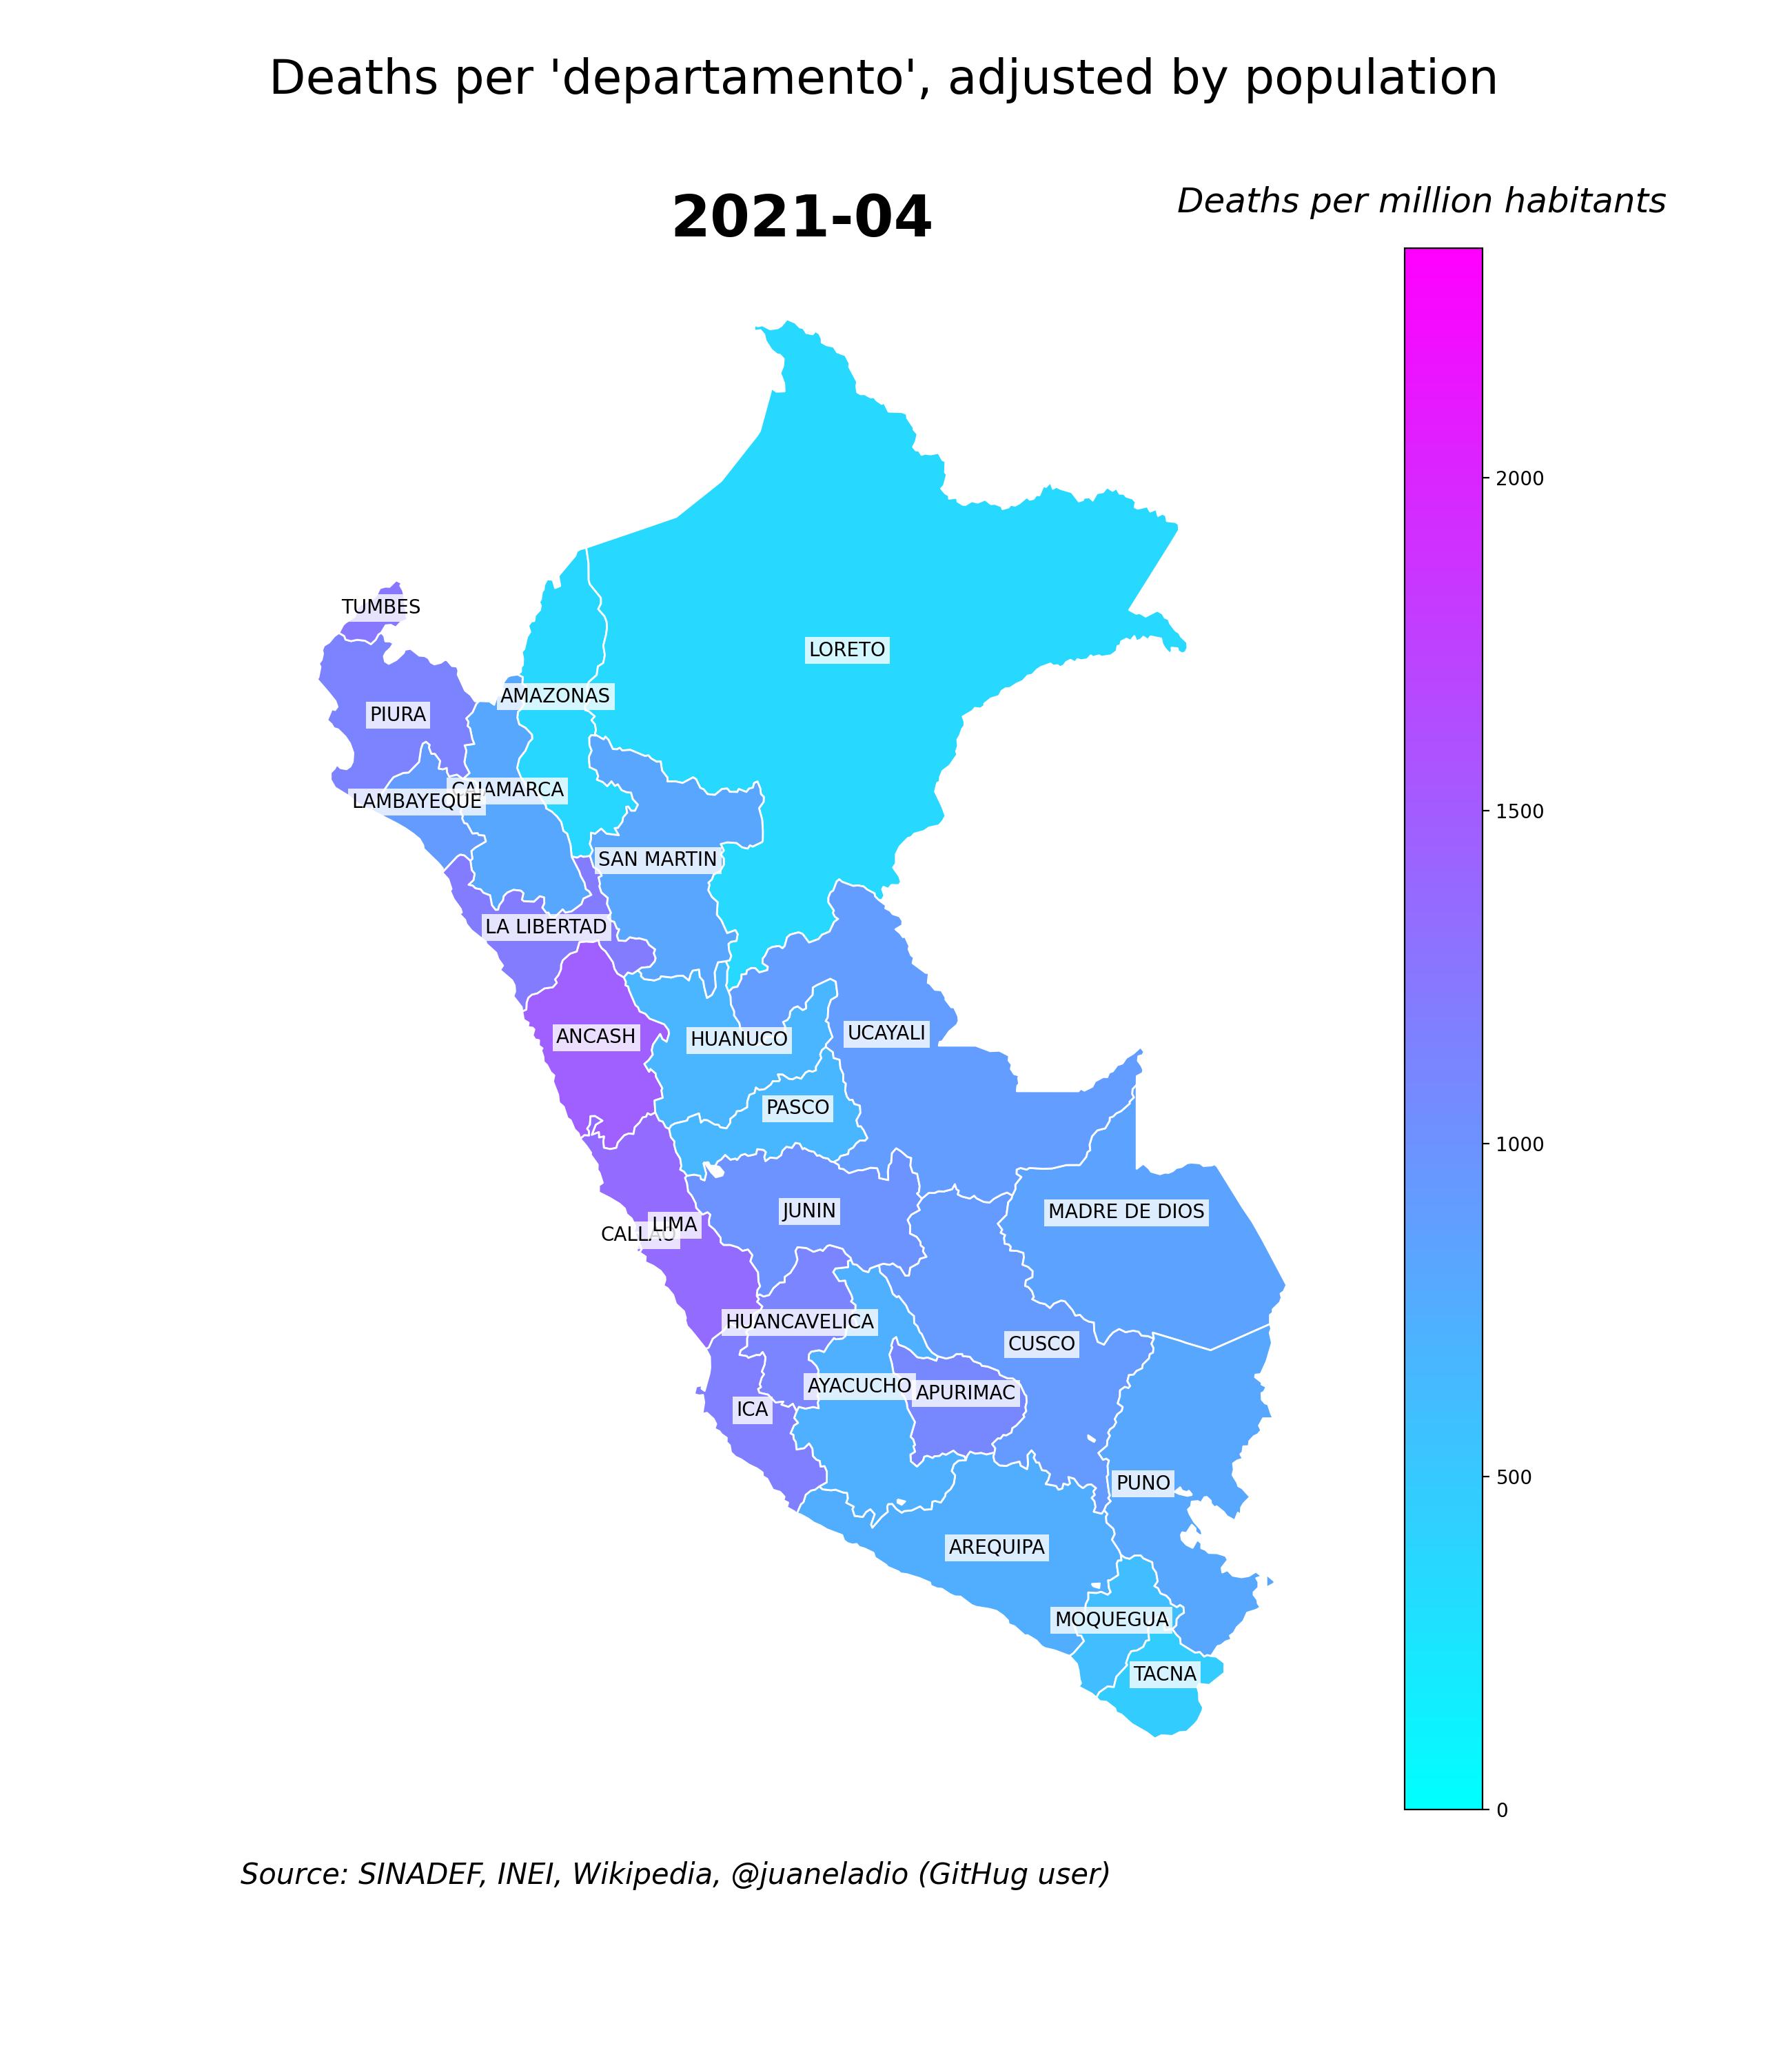 Deaths per 'departamento', adjusted by population
2021-04
Deaths per million habitants
2000
1500
1000
500
0
TUMBES
LORETO
AMAZONAS
PIURA
CAJAMARCA
LAMBAYEQUE
SAN MARTIN
LA LIBERTAD
ANCASH
HUANUCO
UCAYALI
PASCO
JUNIN
MADRE DE DIOS
LIMA
CALLAO
HUANCAVELICA
CUSCO
AYACUCHO
APURIMAC
ICA
PUNO
AREQUIPA
MOQUEGUA
TACNA
Source: SINADEF, INEI, Wikipedia, @juaneladio (GitHug user)